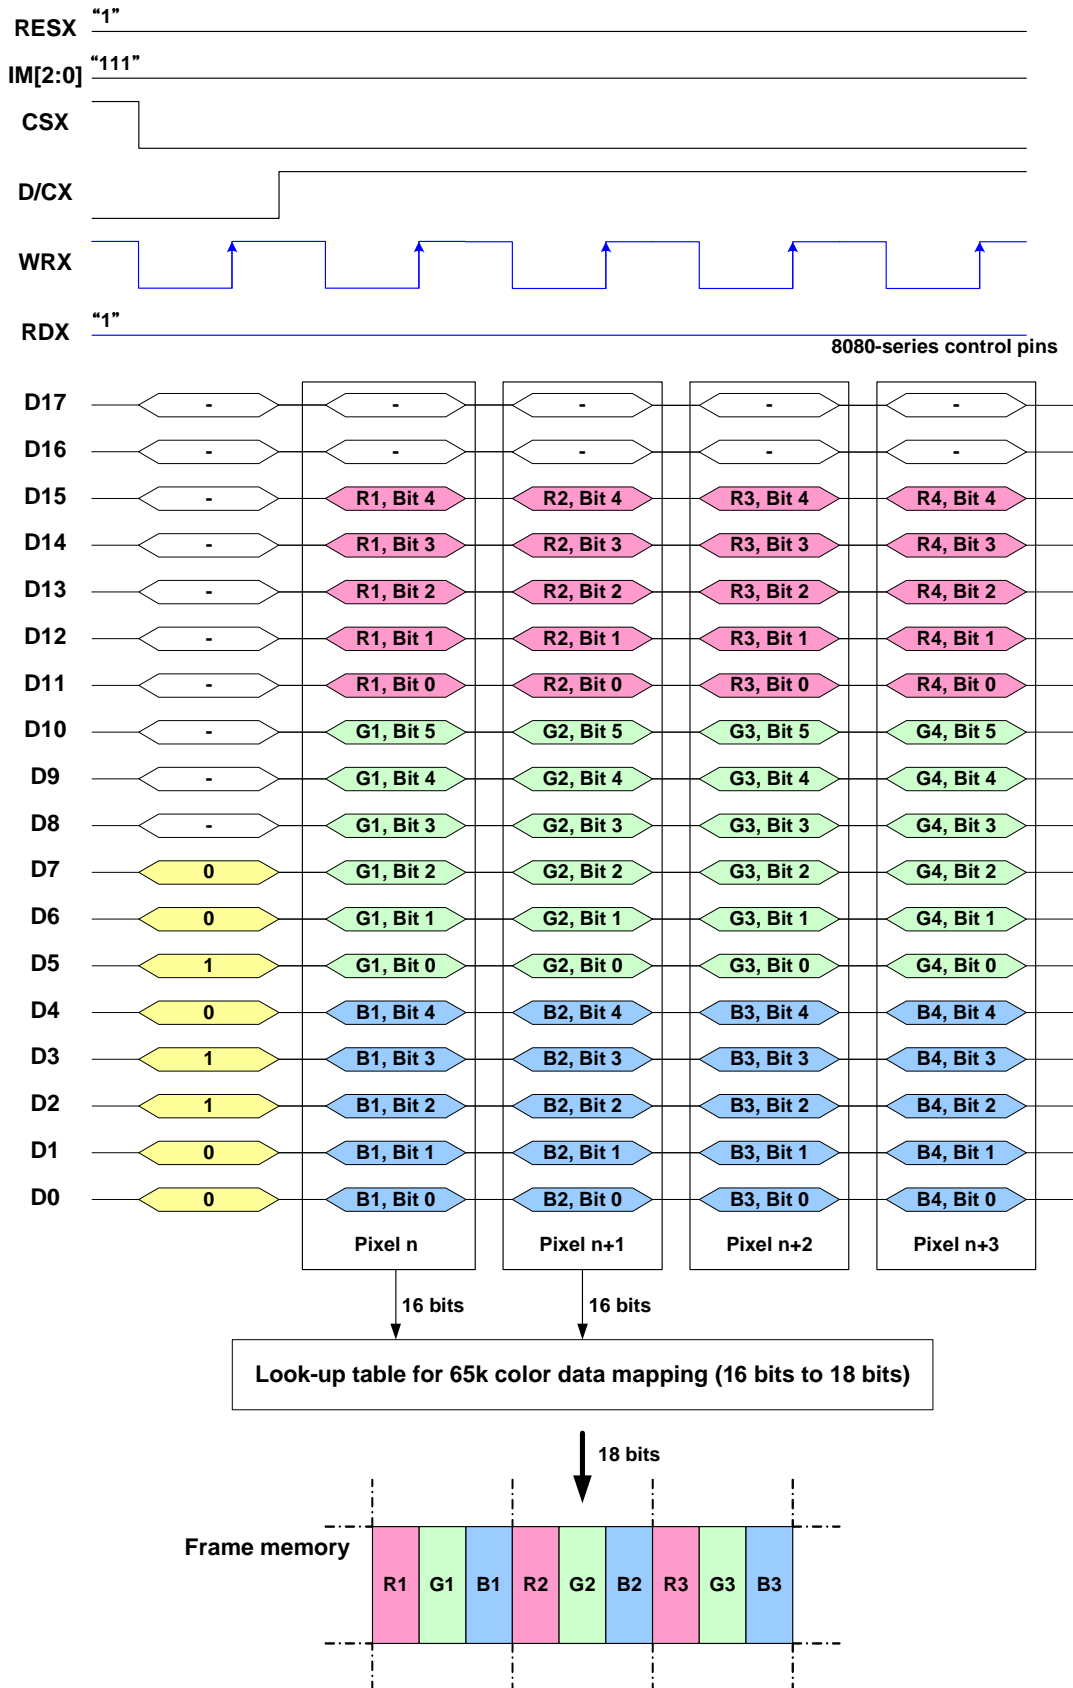 RESX "1"
IM[2:0] "111"
CSX
D/CX
WRX
RDX "1"
8080-series control pins
D17 - - - - -
D16 - - - - -
D15 - R1, Bit 4 R2, Bit 4 R3, Bit 4 R4, Bit 4
D14 - R1, Bit 3 R2, Bit 3 R3, Bit 3 R4, Bit 3
D13 - R1, Bit 2 R2, Bit 2 R3, Bit 2 R4, Bit 2
D12 - R1, Bit 1 R2, Bit 1 R3, Bit 1 R4, Bit 1
D11 - R1, Bit 0 R2, Bit 0 R3, Bit 0 R4, Bit 0
D10 - G1, Bit 5 G2, Bit 5 G3, Bit 5 G4, Bit 5
D9 - G1, Bit 4 G2, Bit 4 G3, Bit 4 G4, Bit 4
D8 - G1, Bit 3 G2, Bit 3 G3, Bit 3 G4, Bit 3
D7 0 G1, Bit 2 G2, Bit 2 G3, Bit 2 G4, Bit 2
D6 0 G1, Bit 1 G2, Bit 1 G3, Bit 1 G4, Bit 1
D5 1 G1, Bit 0 G2, Bit 0 G3, Bit 0 G4, Bit 0
D4 0 B1, Bit 4 B2, Bit 4 B3, Bit 4 B4, Bit 4
D3 1 B1, Bit 3 B2, Bit 3 B3, Bit 3 B4, Bit 3
D2 1 B1, Bit 2 B2, Bit 2 B3, Bit 2 B4, Bit 2
D1 0 B1, Bit 1 B2, Bit 1 B3, Bit 1 B4, Bit 1
D0 0 B1, Bit 0 B2, Bit 0 B3, Bit 0 B4, Bit 0
Pixel n Pixel n+1 Pixel n+2 Pixel n+3
16 bits 16 bits
Look-up table for 65k color data mapping (16 bits to 18 bits)
18 bits
Frame memory
R1 G1 B1 R2 G2 B2 R3 G3 B3